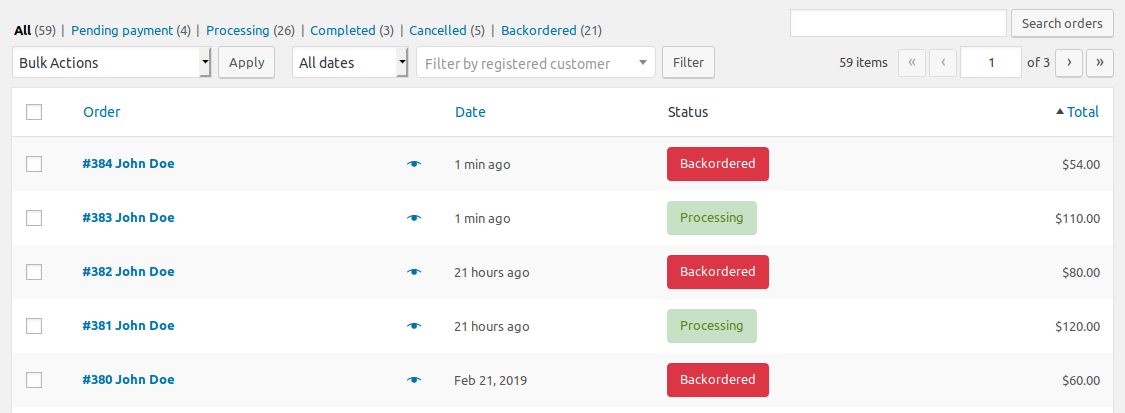 All (59) | Pending payment (4) | Processing (26) | Completed (3) | Cancelled (5) | Backordered (21)
Search orders
Bulk Actions Apply All dates Filter by registered customer Filter 59 items « ‹ 1 of 3 › »
Order Date Status Total
#384 John Doe 1 min ago Backordered $54.00
#383 John Doe 1 min ago Processing $110.00
#382 John Doe 21 hours ago Backordered $80.00
#381 John Doe 21 hours ago Processing $120.00
#380 John Doe Feb 21, 2019 Backordered $60.00